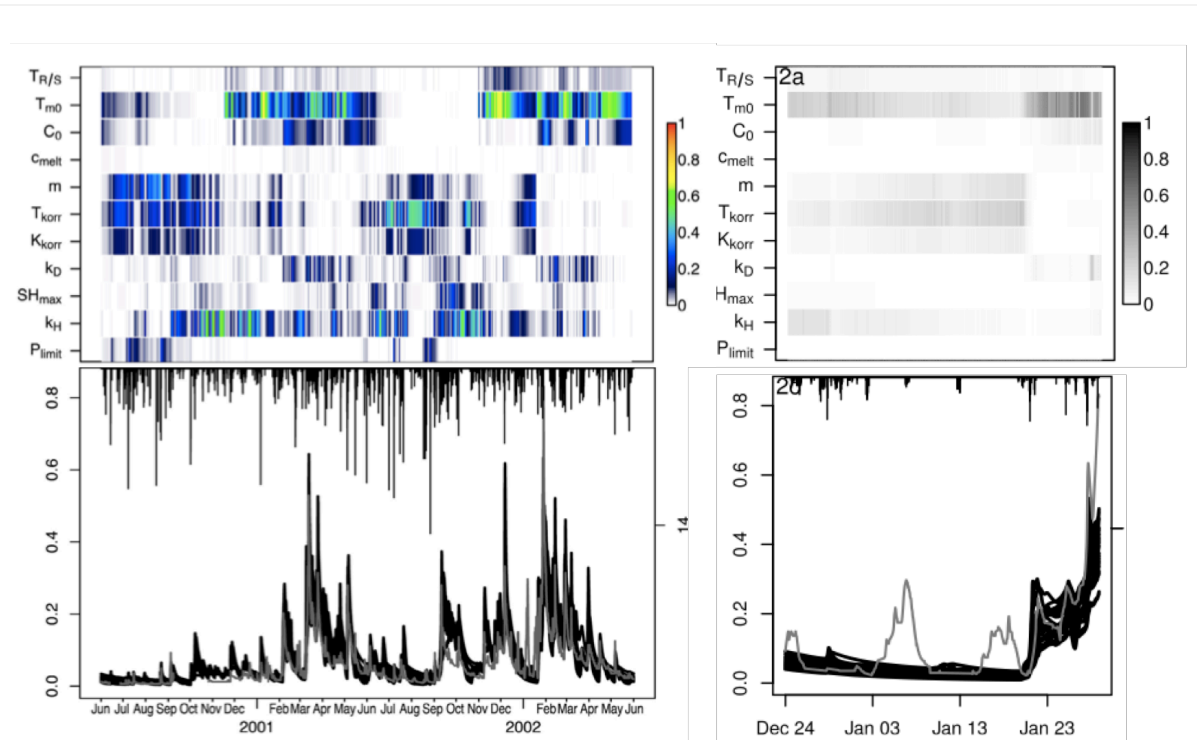 T_R/S
T_m0
C_0
c_melt
m
T_korr
K_korr
k_D
SH_max
k_H
P_limit
1
0.8
0.6
0.4
0.2
0
2a
T_R/S
T_m0
C_0
c_melt
m
T_korr
K_korr
k_D
H_max
k_H
P_limit
1
0.8
0.6
0.4
0.2
0
0.8
0.6
0.4
0.2
0.0
Jun Jul Aug Sep Oct Nov Dec Feb Mar Apr May Jun Jul Aug Sep Oct Nov Dec Feb Mar Apr May Jun
2001 2002
14
0.8
0.6
0.4
0.2
0.0
Dec 24 Jan 03 Jan 13 Jan 23